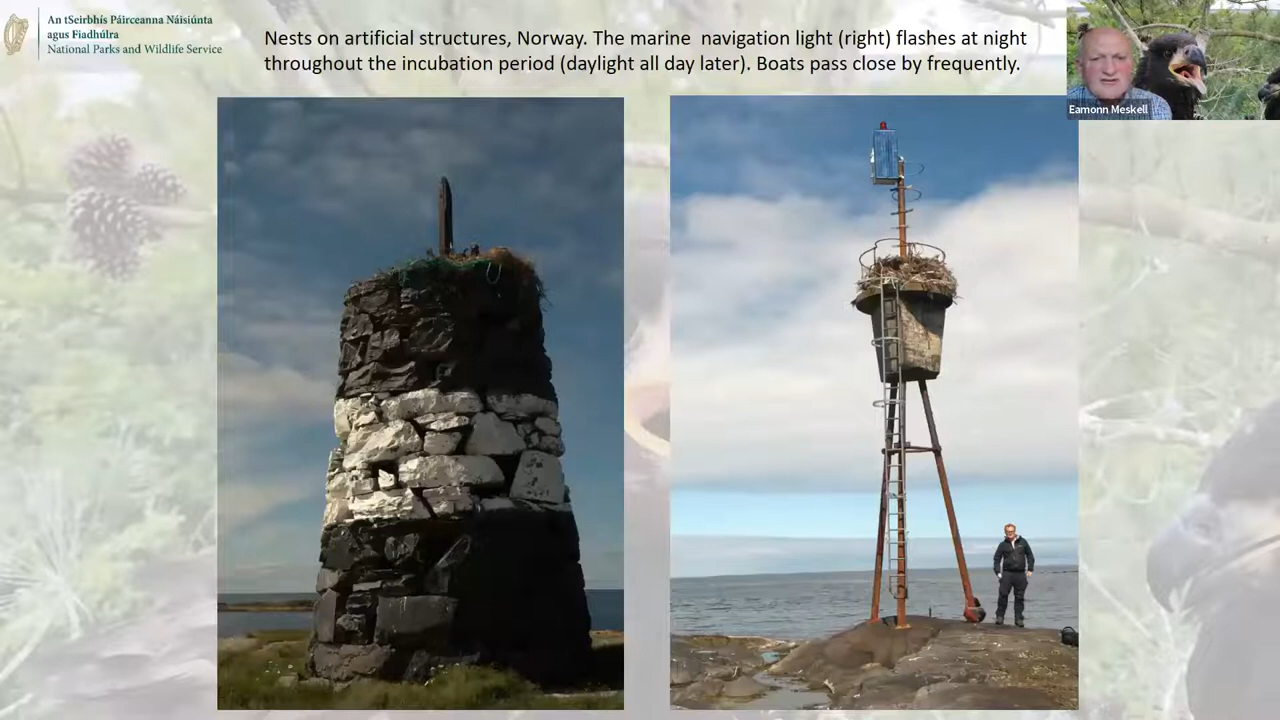 An tSeirbhís Páirceanna Náisiúnta
agus Fiadhúlra
National Parks and Wildlife Service
Nests on artificial structures, Norway. The marine navigation light (right) flashes at night
throughout the incubation period (daylight all day later). Boats pass close by frequently.
Eamonn Meskell